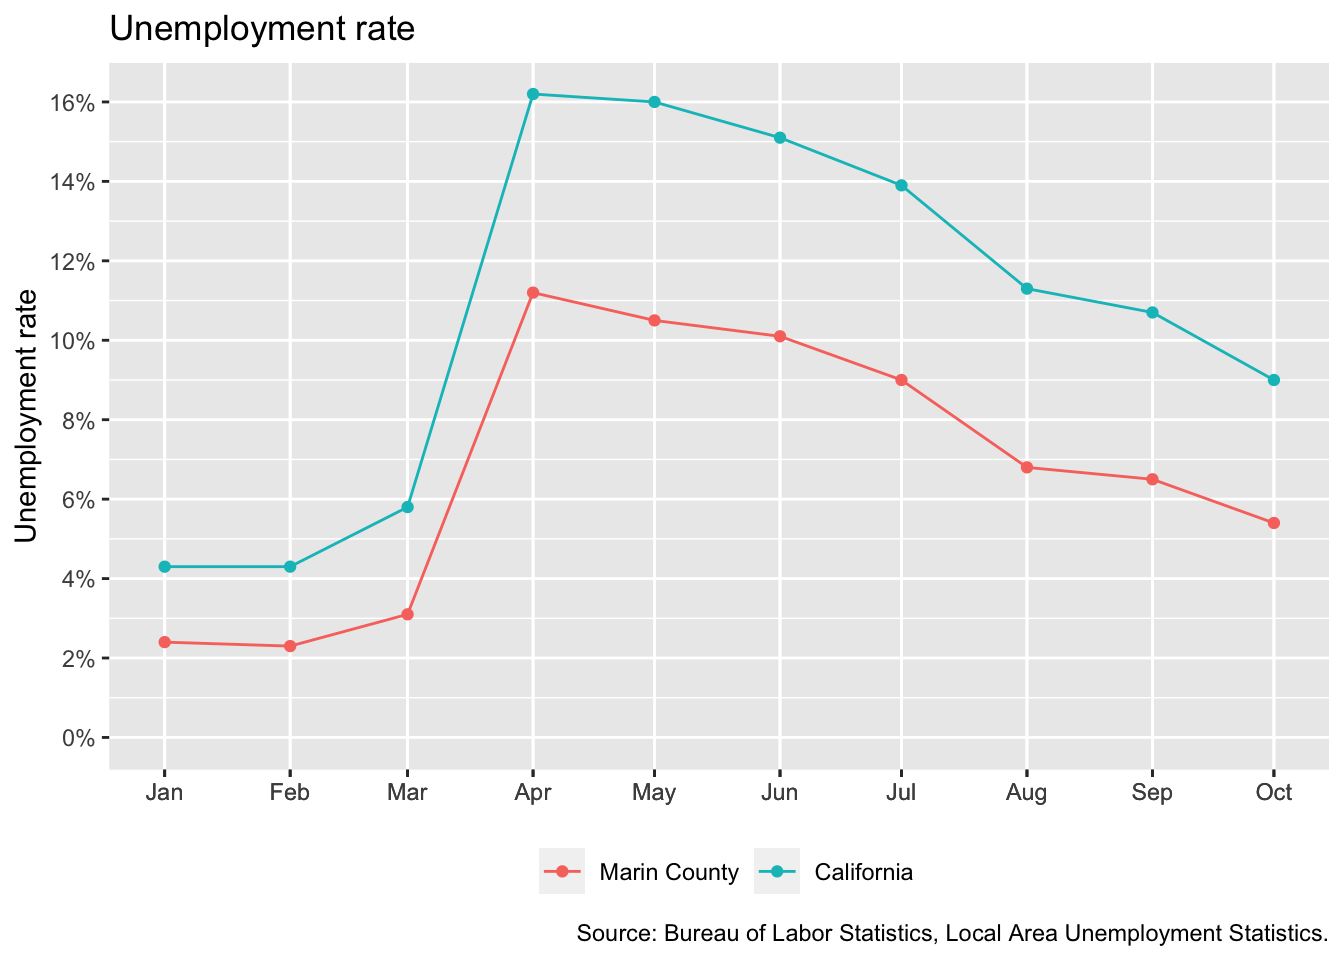 Unemployment rate
Unemployment rate
16%
14%
12%
10%
8%
6%
4%
2%
0%
Jan Feb Mar Apr May Jun Jul Aug Sep Oct
Marin County California
Source: Bureau of Labor Statistics, Local Area Unemployment Statistics.